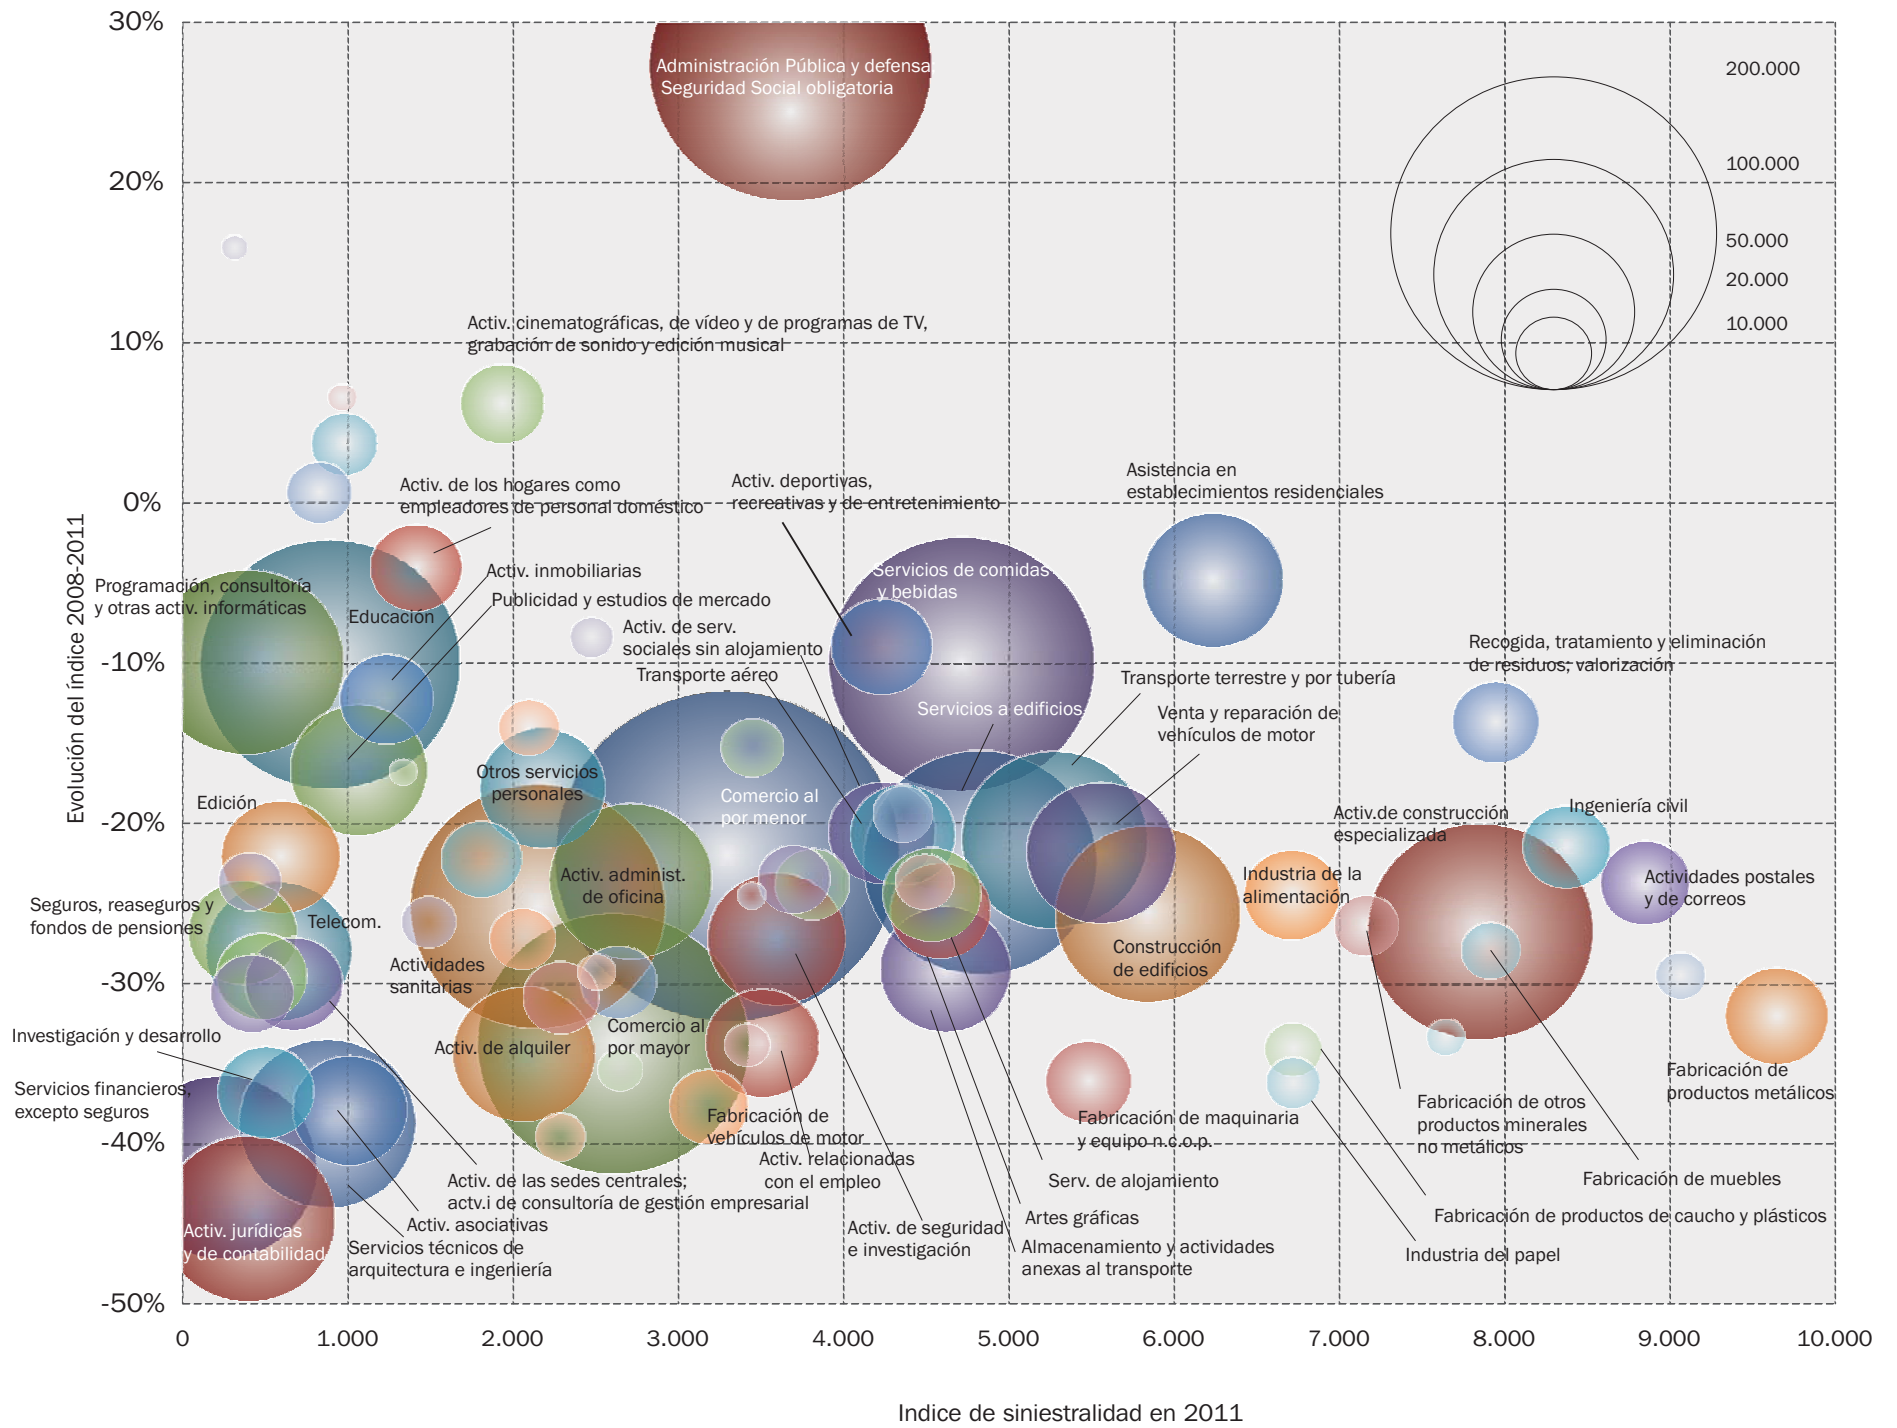 30%
20%
10%
0%
-10%
-20%
-30%
-40%
-50%
Evolución del índice 2008-2011
Administración Pública y defensa
Seguridad Social obligatoria
200.000
100.000
50.000
20.000
10.000
Activ. cinematográficas, de vídeo y de programas de TV,
grabación de sonido y edición musical
Activ. de los hogares como
empleadores de personal doméstico
Activ. deportivas,
recreativas y de entretenimiento
Asistencia en
establecimientos residenciales
Programación, consultoría
y otras activ. informáticas
Educación
Activ. inmobiliarias
Publicidad y estudios de mercado
Servicios de comidas
y bebidas
Activ. de serv.
sociales sin alojamiento
Transporte aéreo
Recogida, tratamiento y eliminación
de residuos; valorización
Transporte terrestre y por tubería
Servicios a edificios
Venta y reparación de
vehículos de motor
Otros servicios
personales
Comercio al
por menor
Edición
Activ.de construcción
especializada
Ingeniería civil
Activ. administ.
de oficina
Industria de la
alimentación
Actividades postales
y de correos
Seguros, reaseguros y
fondos de pensiones
Telecom.
Actividades
sanitarias
Construcción
de edificios
Investigación y desarrollo
Activ. de alquiler
Comercio al
por mayor
Servicios financieros,
excepto seguros
Fabricación de
vehículos de motor
Activ. relacionadas
con el empleo
Fabricación de maquinaria
y equipo n.c.o.p.
Fabricación de otros
productos minerales
no metálicos
Fabricación de
productos metálicos
Activ. de las sedes centrales;
actv.i de consultoría de gestión empresarial
Serv. de alojamiento
Fabricación de muebles
Activ. jurídicas
y de contabilidad
Activ. asociativas
Servicios técnicos de
arquitectura e ingeniería
Activ. de seguridad
e investigación
Artes gráficas
Almacenamiento y actividades
anexas al transporte
Fabricación de productos de caucho y plásticos
Industria del papel
0
1.000
2.000
3.000
4.000
5.000
6.000
7.000
8.000
9.000
10.000
Indice de siniestralidad en 2011